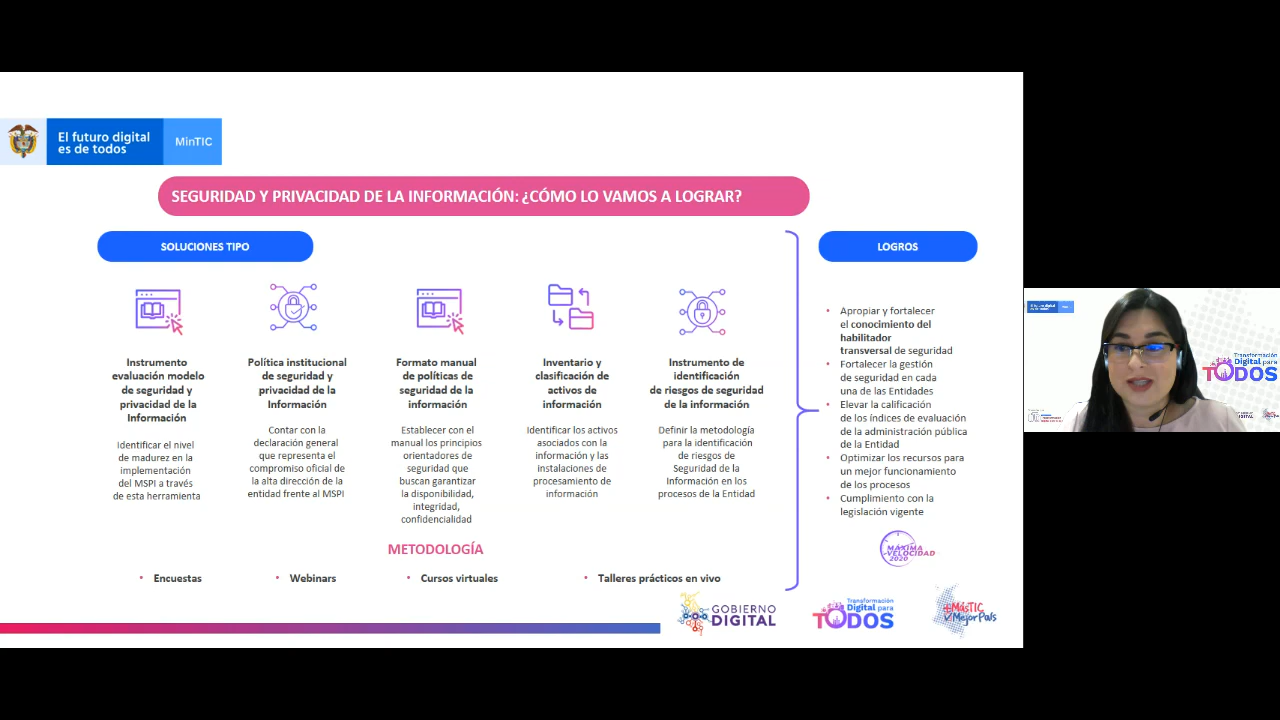 El futuro digital
es de todos
MinTIC
SEGURIDAD Y PRIVACIDAD DE LA INFORMACIÓN: ¿CÓMO LO VAMOS A LOGRAR?
SOLUCIONES TIPO
Instrumento
evaluación modelo
de seguridad y
privacidad de la
Información
Identificar el nivel
de madurez en la
implementación
del MSPI a través
de esta herramienta
Política institucional
de seguridad y
privacidad de la
Información
Contar con la
declaración general
que representa el
compromiso oficial de
la alta dirección de la
entidad frente al MSPI
Formato manual
de políticas de
seguridad de la
información
Establecer con el
manual los principios
orientadores de
seguridad que
buscan garantizar
la disponibilidad,
integridad,
confidencialidad
Inventario y
clasificación de
activos de
información
Identificar los activos
asociados con la
información y las
instalaciones de
procesamiento de
información
Instrumento de
identificación
de riesgos de seguridad
de la información
Definir la metodología
para la identificación
de riesgos de
Seguridad de la
Información en los
procesos de la Entidad
METODOLOGÍA
• Encuestas
• Webinars
• Cursos virtuales
• Talleres prácticos en vivo
LOGROS
• Apropiar y fortalecer
el conocimiento del
habilitador
transversal de seguridad
• Fortalecer la gestión
de seguridad en cada
una de las Entidades
• Elevar la calificación
de los índices de evaluación
de la administración pública
de la Entidad
• Optimizar los recursos para
un mejor funcionamiento
de los procesos
• Cumplimiento con la
legislación vigente
MÁXIMA
VELOCIDAD
2020
GOBIERNO
DIGITAL
Transformación
Digital para
TODOS
+MásTIC
✓MejorPaís
Transformación
Digital para
TODOS